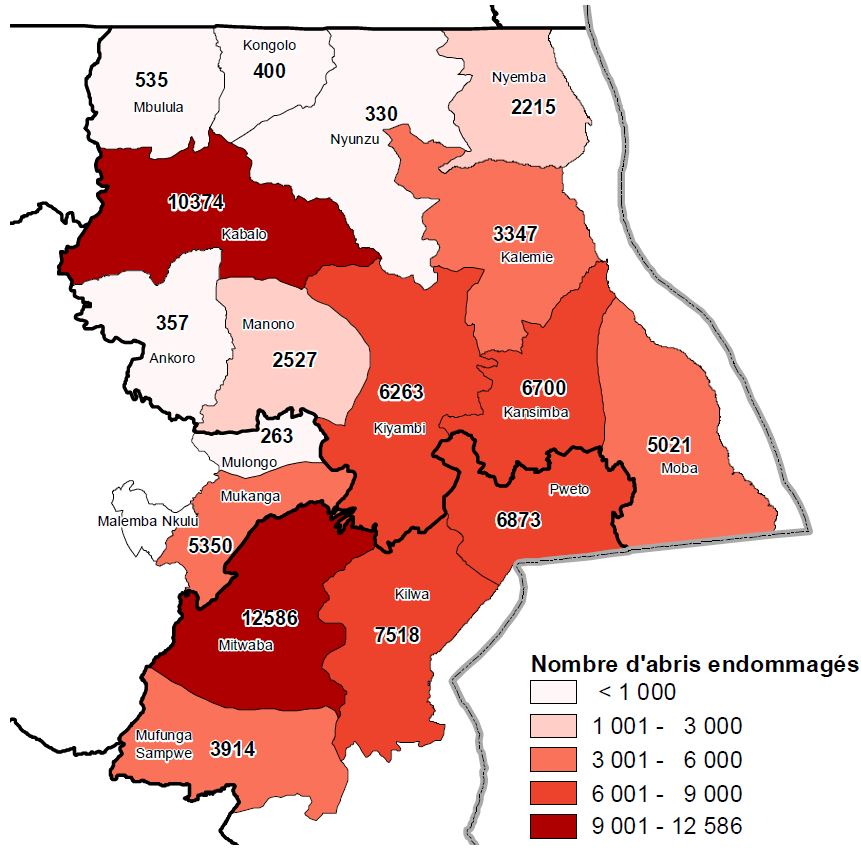 Kongolo
400
535
Mbulula
330
Nyunzu
Nyemba
2215
10374
Kabalo
3347
Kalemie
357
Ankoro
Manono
2527
6263
Kiyambi
6700
Kansimba
5021
Moba
263
Mulongo
Mukanga
5350
Malemba Nkulu
Pweto
6873
Kilwa
7518
12586
Mitwaba
Mufunga
Sampwe
3914
Nombre d'abris endommagés
< 1 000
1 001 - 3 000
3 001 - 6 000
6 001 - 9 000
9 001 - 12 586